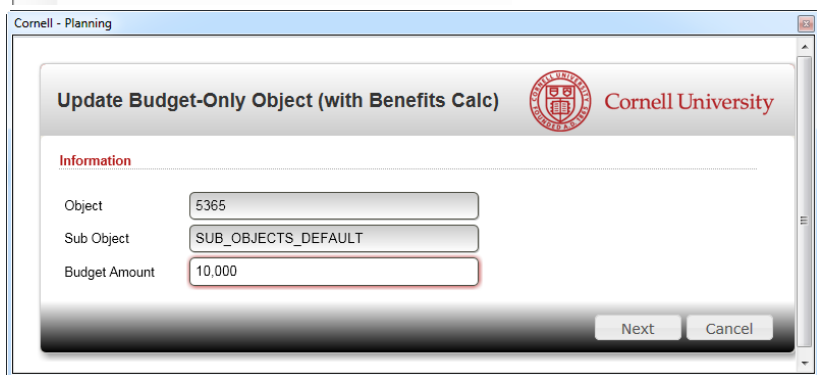 Cornell - Planning
Update Budget-Only Object (with Benefits Calc)
Cornell University
Information
Object 5365
Sub Object SUB_OBJECTS_DEFAULT
Budget Amount 10,000
Next Cancel